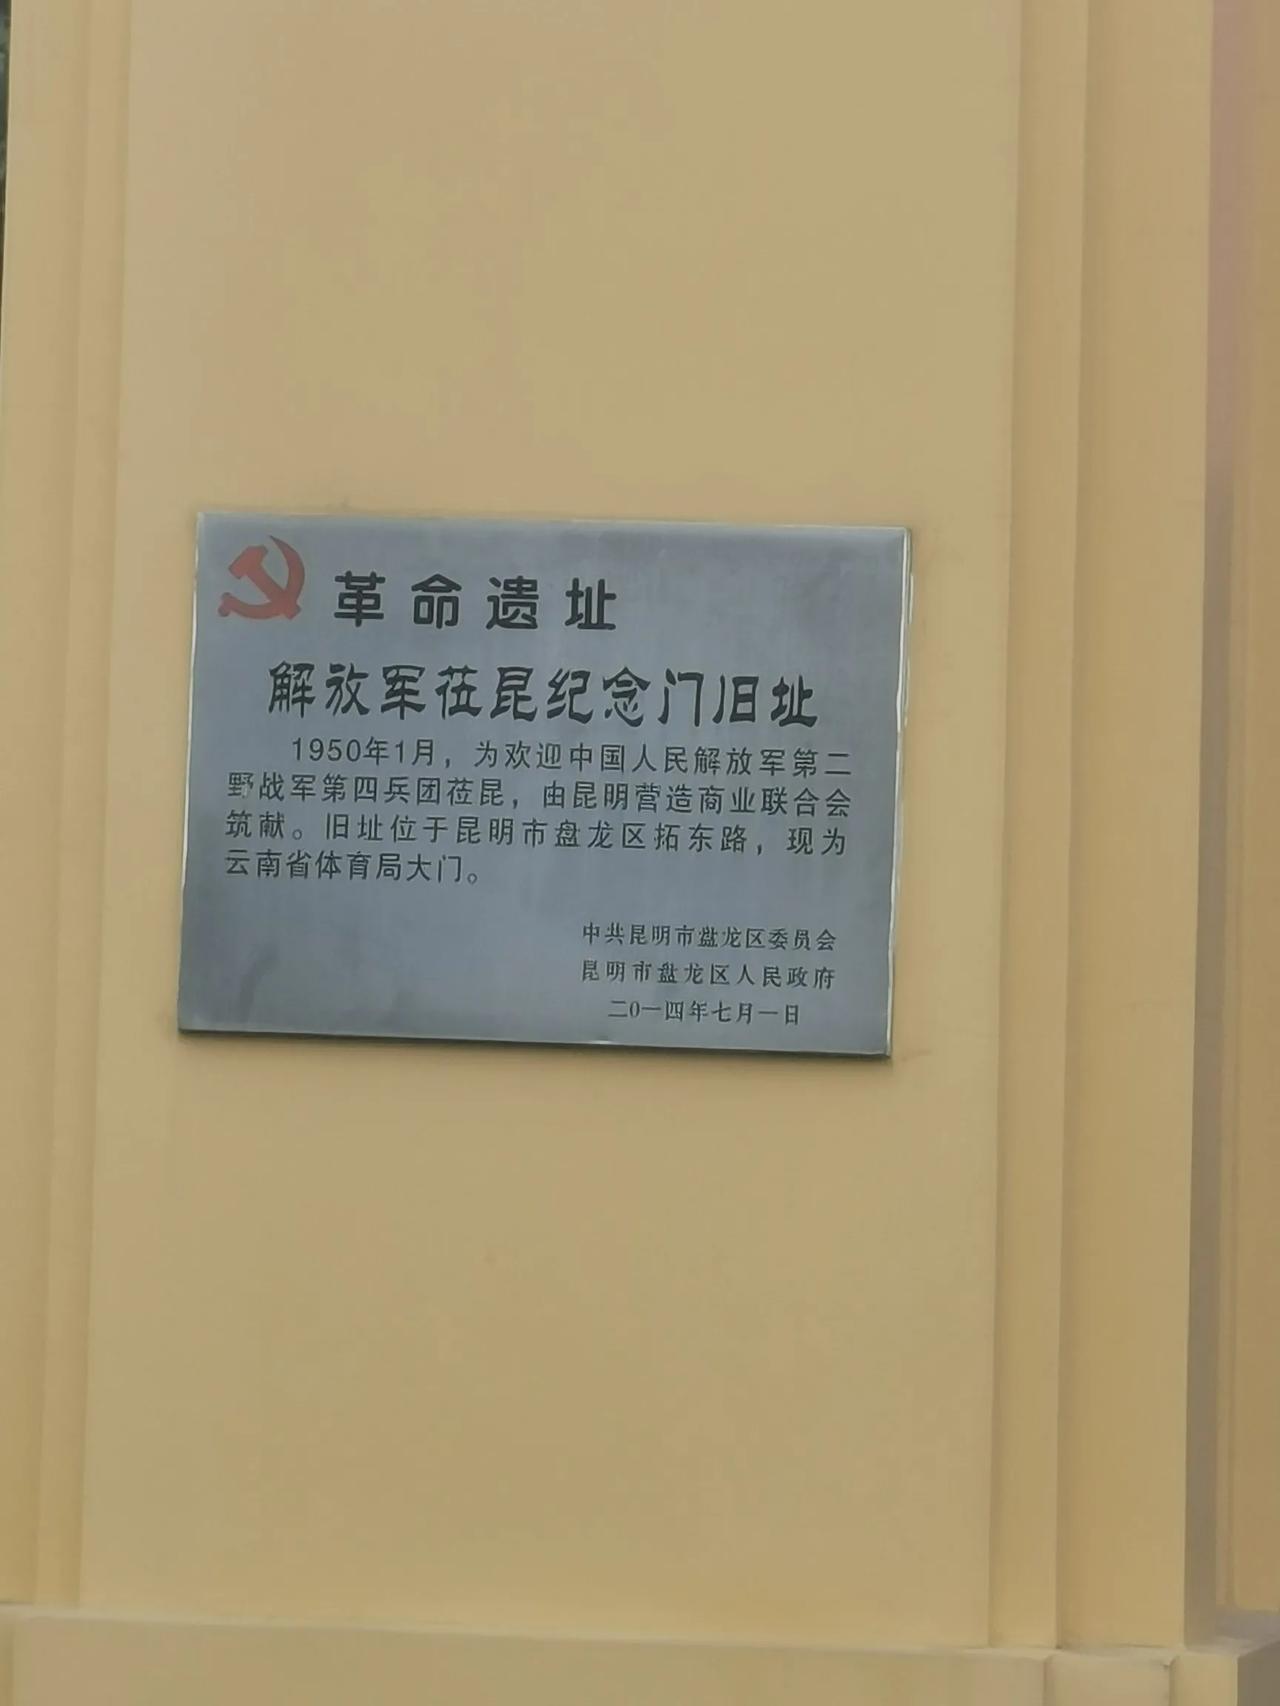 革命遗址
解放军莅昆纪念门旧址
1950年1月，为欢迎中国人民解放军第二
野战军第四兵团莅昆，由昆明营造商业联合会
筑献。旧址位于昆明市盘龙区拓东路，现为
云南省体育局大门。
中共昆明市盘龙区委员会
昆明市盘龙区人民政府
二0一四年七月一日